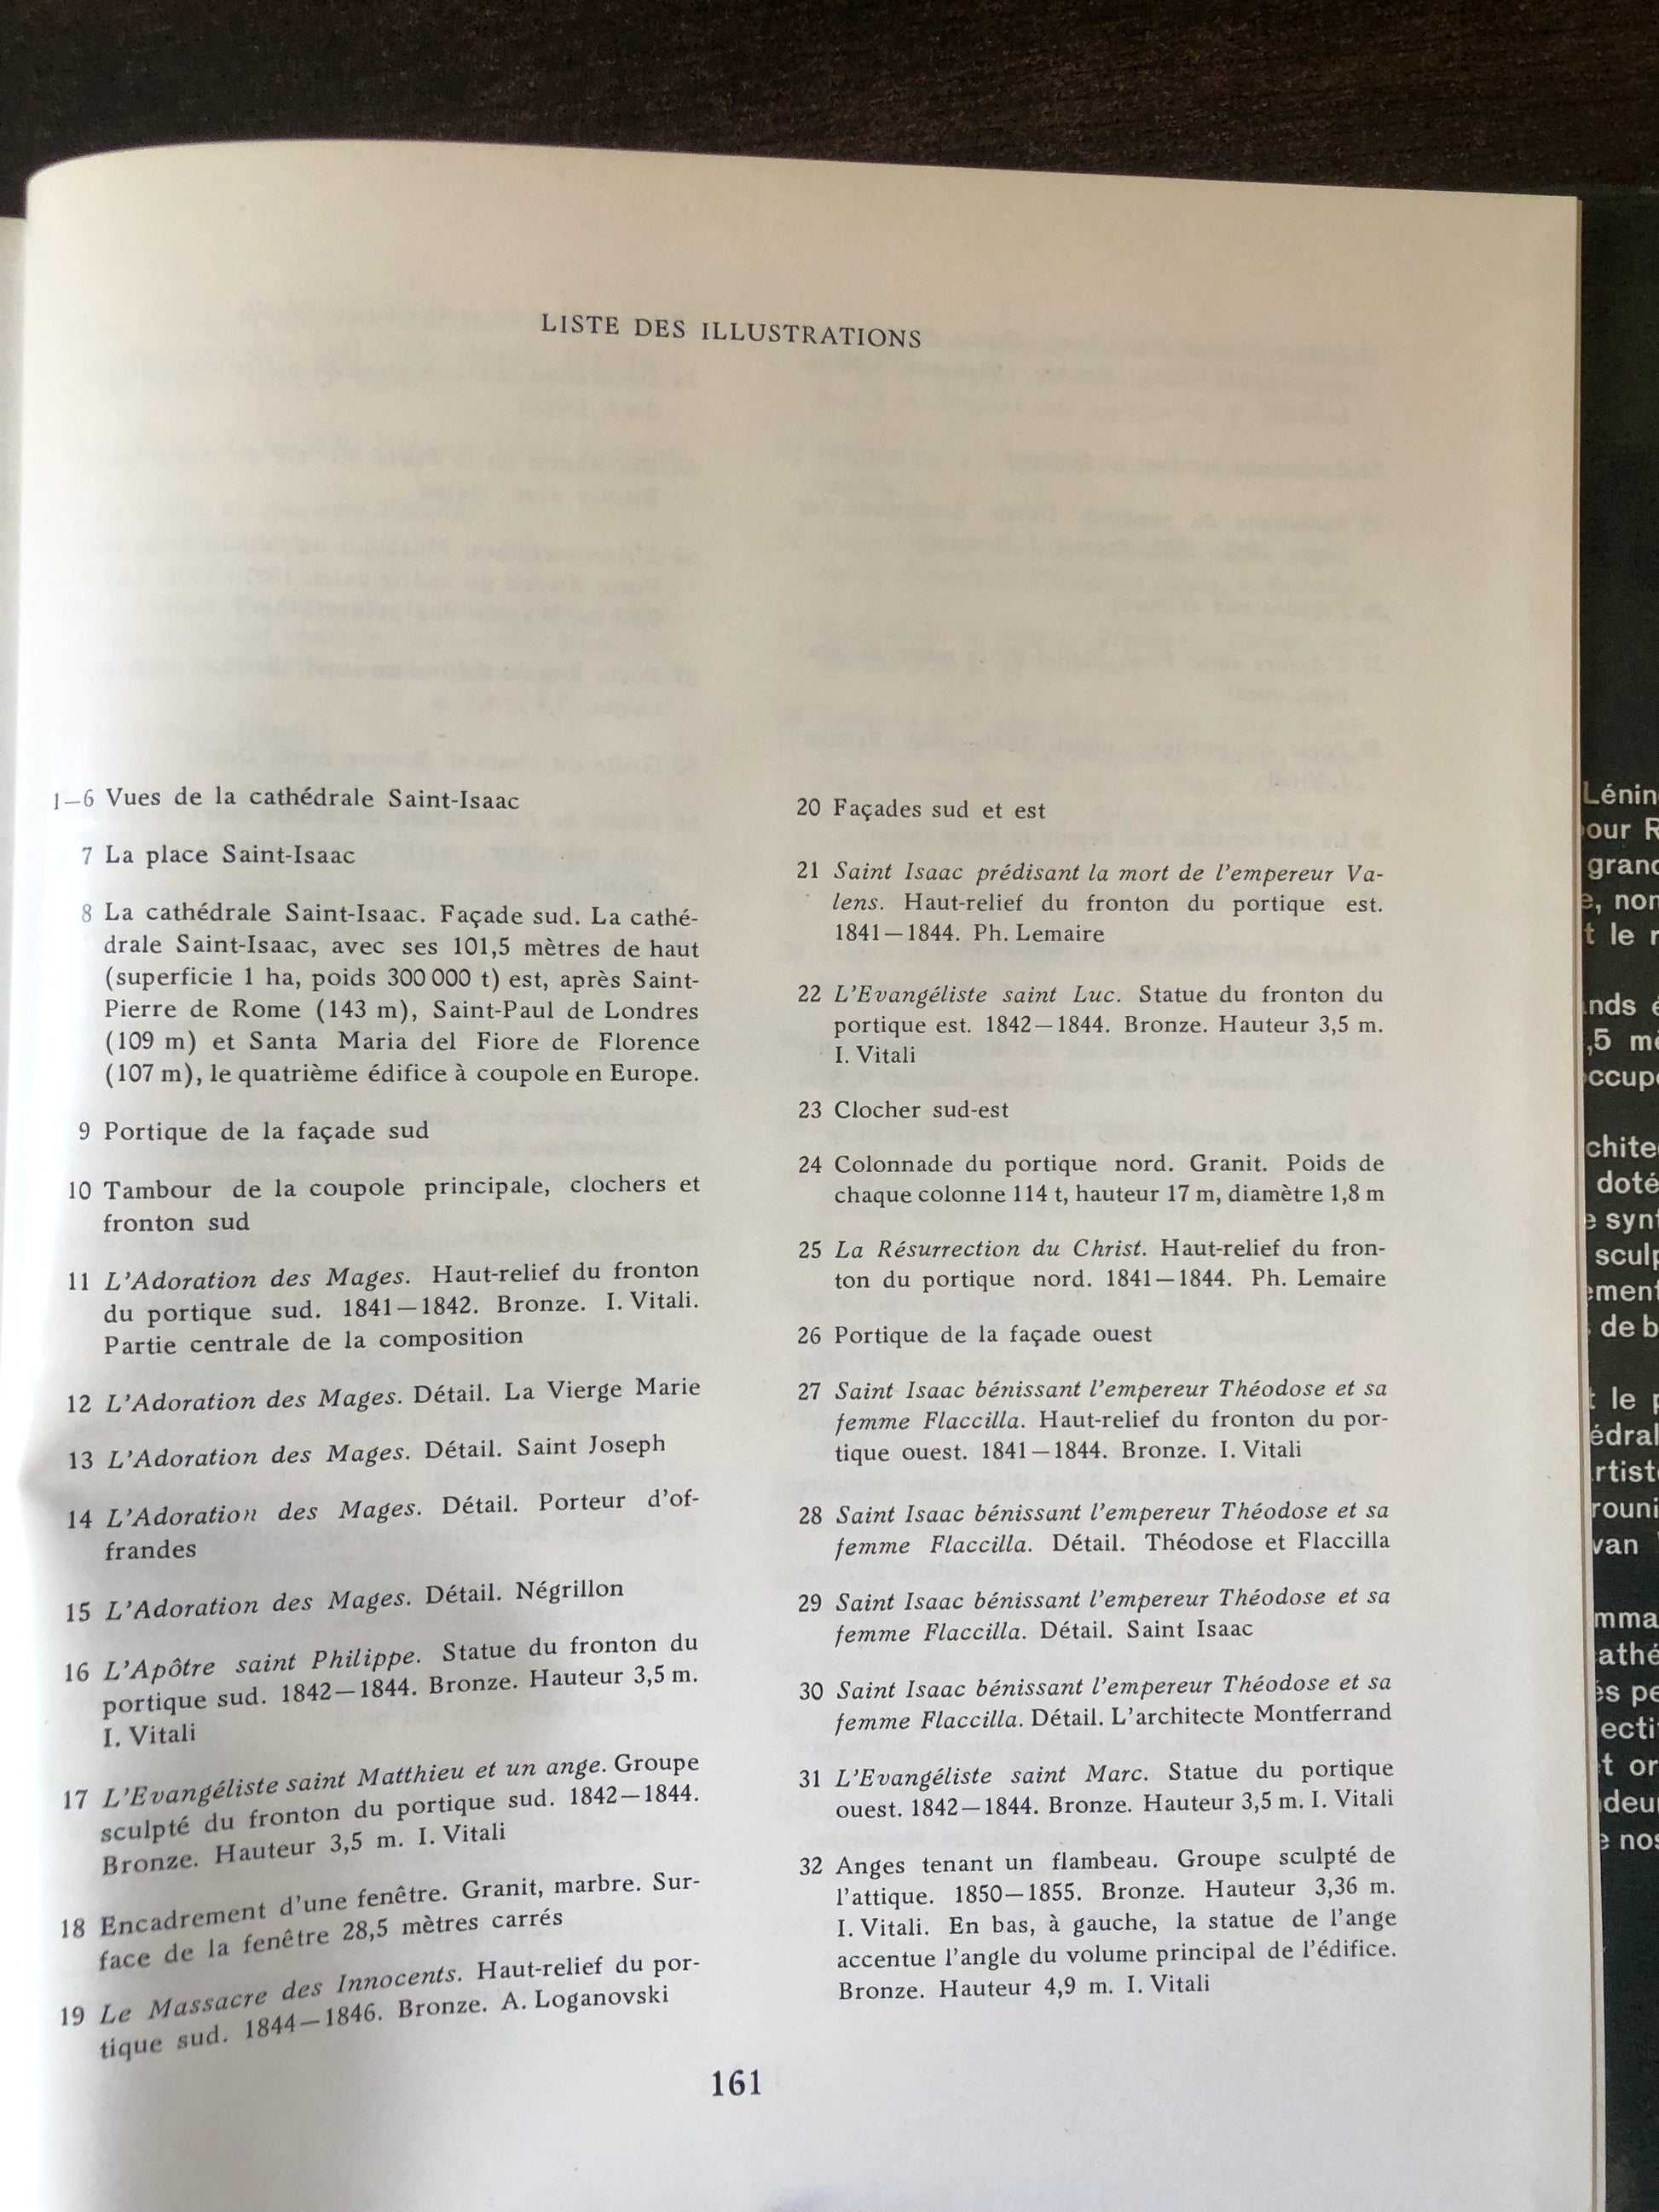 LISTE DES ILLUSTRATIONS
1—6 Vues de la cathédrale Saint-Isaac
7 La place Saint-Isaac
8 La cathédrale Saint-Isaac. Façade sud. La cathé-
drale Saint-Isaac, avec ses 101,5 mètres de haut
(superficie 1 ha, poids 300 000 t) est, après Saint-
Pierre de Rome (143 m), Saint-Paul de Londres
(109 m) et Santa Maria del Fiore de Florence
(107 m), le quatrième édifice à coupole en Europe.
9 Portique de la façade sud
10 Tambour de la coupole principale, clochers et
fronton sud
11 L'Adoration des Mages. Haut-relief du fronton
du portique sud. 1841—1842. Bronze. I. Vitali.
Partie centrale de la composition
12 L'Adoration des Mages. Détail. La Vierge Marie
13 L'Adoration des Mages. Détail. Saint Joseph
14 L'Adoration des Mages. Détail. Porteur d'of-
frandes
15 L'Adoration des Mages. Détail. Négrillon
16 L'Apôtre saint Philippe. Statue du fronton du
portique sud. 1842—1844. Bronze. Hauteur 3,5 m.
I. Vitali
17 L'Evangéliste saint Matthieu et un ange. Groupe
sculpté du fronton du portique sud. 1842—1844.
Bronze. Hauteur 3,5 m. I. Vitali
18 Encadrement d'une fenêtre. Granit, marbre. Sur-
face de la fenêtre 28,5 mètres carrés
19 Le Massacre des Innocents. Haut-relief du por-
tique sud. 1844—1846. Bronze. A. Loganovski
20 Façades sud et est
21 Saint Isaac prédisant la mort de l'empereur Va-
lens. Haut-relief du fronton du portique est.
1841—1844. Ph. Lemaire
22 L'Evangéliste saint Luc. Statue du fronton du
portique est. 1842—1844. Bronze. Hauteur 3,5 m.
I. Vitali
23 Clocher sud-est
24 Colonnade du portique nord. Granit. Poids de
chaque colonne 114 t, hauteur 17 m, diamètre 1,8 m
25 La Résurrection du Christ. Haut-relief du fron-
ton du portique nord. 1841—1844. Ph. Lemaire
26 Portique de la façade ouest
27 Saint Isaac bénissant l'empereur Théodose et sa
femme Flaccilla. Haut-relief du fronton du por-
tique ouest. 1841—1844. Bronze. I. Vitali
28 Saint Isaac bénissant l'empereur Théodose et sa
femme Flaccilla. Détail. Théodose et Flaccilla
29 Saint Isaac bénissant l'empereur Théodose et sa
femme Flaccilla. Détail. Saint Isaac
30 Saint Isaac bénissant l'empereur Théodose et sa
femme Flaccilla. Détail. L'architecte Montferrand
31 L'Evangéliste saint Marc. Statue du portique
ouest. 1842—1844. Bronze. Hauteur 3,5 m. I. Vitali
32 Anges tenant un flambeau. Groupe sculpté de
l'attique. 1850—1855. Bronze. Hauteur 3,36 m.
I. Vitali. En bas, à gauche, la statue de l'ange
accentue l'angle du volume principal de l'édifice.
Bronze. Hauteur 4,9 m. I. Vitali
161